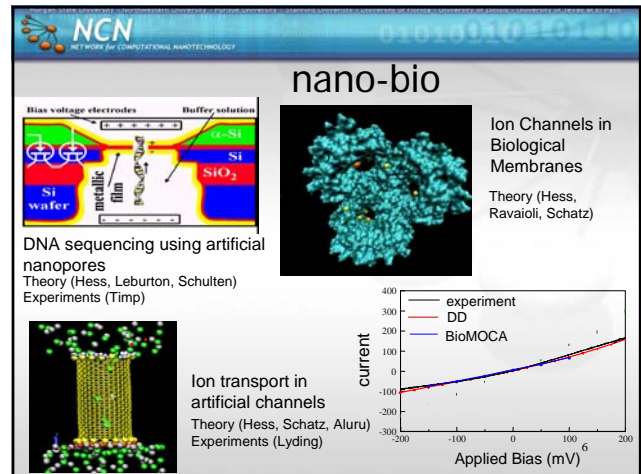 NCN
NETWORK for COMPUTATIONAL NANOTECHNOLOGY
nano-bio
Bias voltage electrodes
Buffer solution
α-Si
Si
SiO2
metallic
film
Si
wafer
DNA sequencing using artificial
nanopores
Theory (Hess, Leburton, Schulten)
Experiments (Timp)
Ion Channels in
Biological
Membranes
Theory (Hess,
Ravaioli, Schatz)
Ion transport in
artificial channels
Theory (Hess, Schatz, Aluru)
Experiments (Lyding)
400
300
200
100
0
-100
-200
-300
current
experiment
DD
BioMOCA
-200 -100 0 100 200
Applied Bias (mV)
6